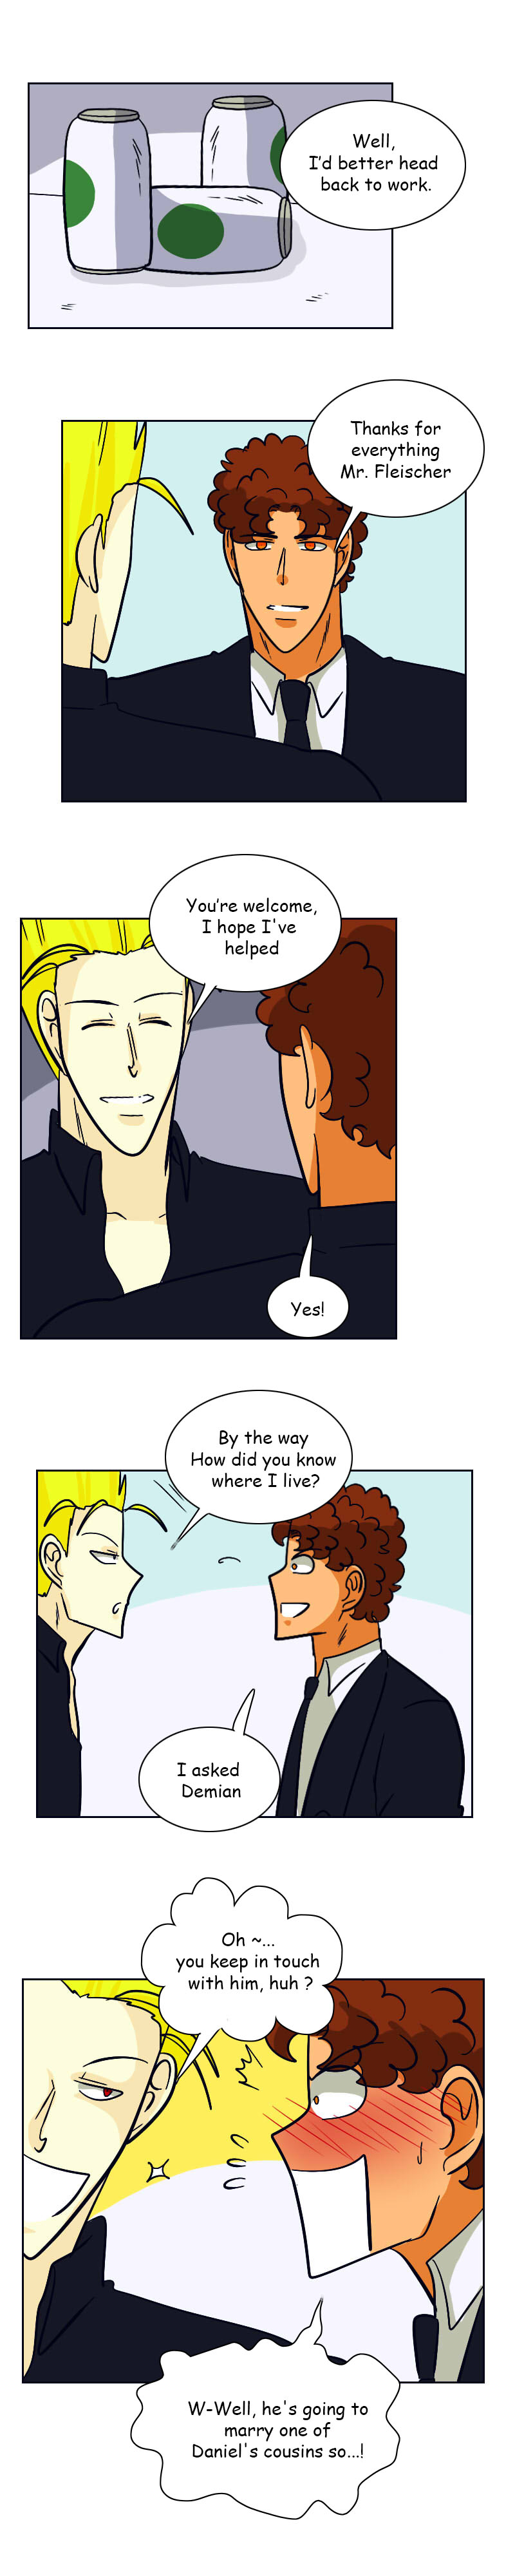 Well,
I'd better head
back to work.
Thanks for
everything
Mr. Fleischer
You're welcome,
I hope I've
helped
Yes!
By the way
How did you know
where I live?
I asked
Demian
Oh ~...
you keep in touch
with him, huh ?
W-Well, he's going to
marry one of
Daniel's cousins so...!